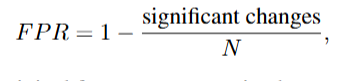 FPR = 1 − significant changes / N,